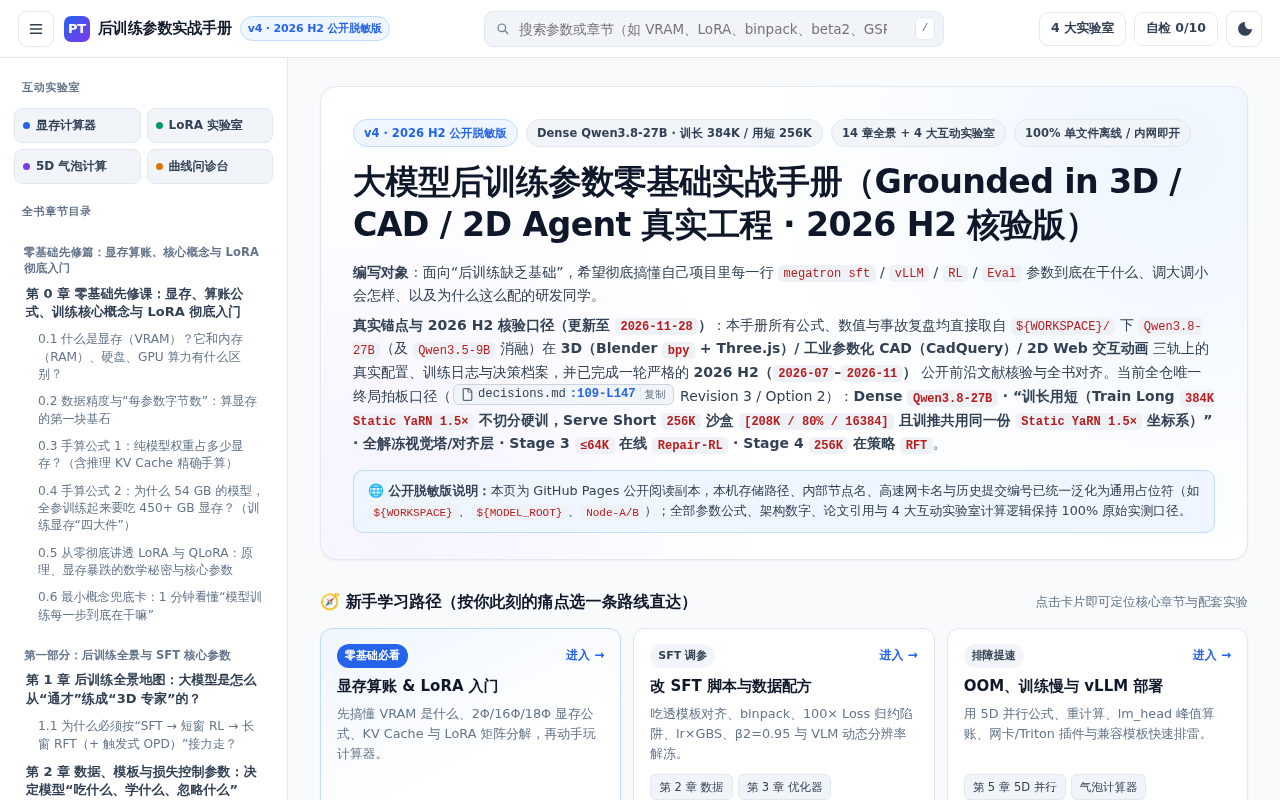 PT 后训练参数实战手册 v4 · 2026 H2 公开脱敏版 搜索参数或章节（如 VRAM、LoRA、binpack、beta2、GSP / 4 大实验室 自检 0/10
互动实验室
显存计算器 LoRA 实验室
5D 气泡计算 曲线问诊台
全书章节目录
零基础先修篇：显存算账、核心概念与 LoRA
彻底入门
第 0 章 零基础先修课：显存、算账公
式、训练核心概念与 LoRA 彻底入门
0.1 什么是显存（VRAM）？它和内存
（RAM）、硬盘、GPU 算力有什么区
别？
0.2 数据精度与“每参数字节数”：算显存
的第一块基石
0.3 手算公式 1：纯模型权重占多少显
存？（含推理 KV Cache 精确手算）
0.4 手算公式 2：为什么 54 GB 的模型，
全参训练起来要吃 450+ GB 显存？（训
练显存“四大件”）
0.5 从零彻底讲透 LoRA 与 QLoRA：原
理、显存暴跌的数学秘密与核心参数
0.6 最小概念兜底卡：1 分钟看懂“模型训
练每一步到底在干嘛”
第一部分：后训练全景与 SFT 核心参数
第 1 章 后训练全景地图：大模型是怎么
从“通才”练成“3D 专家”的？
1.1 为什么必须按“SFT → 短窗 RL → 长
窗 RFT（+ 触发式 OPD）”接力走？
第 2 章 数据、模板与损失控制参数：决
定模型“吃什么、学什么、忽略什么”
v4 · 2026 H2 公开脱敏版 Dense Qwen3.8-27B · 训长 384K / 用短 256K 14 章全景 + 4 大互动实验室 100% 单文件离线 / 内网即开
大模型后训练参数零基础实战手册（Grounded in 3D /
CAD / 2D Agent 真实工程 · 2026 H2 核验版）
编写对象：面向“后训练缺乏基础”，希望彻底搞懂自己项目里每一行 megatron sft / vLLM / RL / Eval 参数到底在干什么、调大调小
会怎样、以及为什么这么配的研发同学。
真实锚点与 2026 H2 核验口径（更新至 2026-11-28 ）：本手册所有公式、数值与事故复盘均直接取自 ${WORKSPACE}/ 下 Qwen3.8-
27B（及 Qwen3.5-9B 消融）在 3D（Blender bpy + Three.js）/ 工业参数化 CAD（CadQuery）/ 2D Web 交互动画 三轨上的
真实配置、训练日志与决策档案，并已完成一轮严格的 2026 H2（ 2026-07 – 2026-11 ） 公开前沿文献核验与全书对齐。当前全仓唯一
终局拍板口径（ decisions.md :109-L147 复制 Revision 3 / Option 2）：Dense Qwen3.8-27B · “训长用短（Train Long 384K
Static YaRN 1.5× 不切分硬训，Serve Short 256K 沙盒 [208K / 80% / 16384] 且训推共用同一份 Static YaRN 1.5× 坐标系）”
· 全解冻视觉塔/对齐层 · Stage 3 ≤64K 在线 Repair-RL · Stage 4 256K 在策略 RFT。
🌐 公开脱敏版说明：本页为 GitHub Pages 公开阅读副本，本机存储路径、内部节点名、高速网卡名与历史提交编号已统一泛化为通用占位符（如
${WORKSPACE} 、 ${MODEL_ROOT} 、 Node-A/B ）；全部参数公式、架构数字、论文引用与 4 大互动实验室计算逻辑保持 100% 原始实测口径。
🧭 新手学习路径（按你此刻的痛点选一条路线直达） 点击卡片即可定位核心章节与配套实验
零基础必看 进入 →
显存算账 & LoRA 入门
先搞懂 VRAM 是什么、2Φ/16Φ/18Φ 显存公
式、KV Cache 与 LoRA 矩阵分解，再动手玩
计算器。
SFT 调参 进入 →
改 SFT 脚本与数据配方
吃透模板对齐、binpack、100× Loss 归约陷
阱、lr×GBS、β2=0.95 与 VLM 动态分辨率
解冻。
第 2 章 数据 第 3 章 优化器
排障提速 进入 →
OOM、训练慢与 vLLM 部署
用 5D 并行公式、重计算、lm_head 峰值算
账、网卡/Triton 插件与兼容模板快速排雷。
第 5 章 5D 并行 气泡计算器